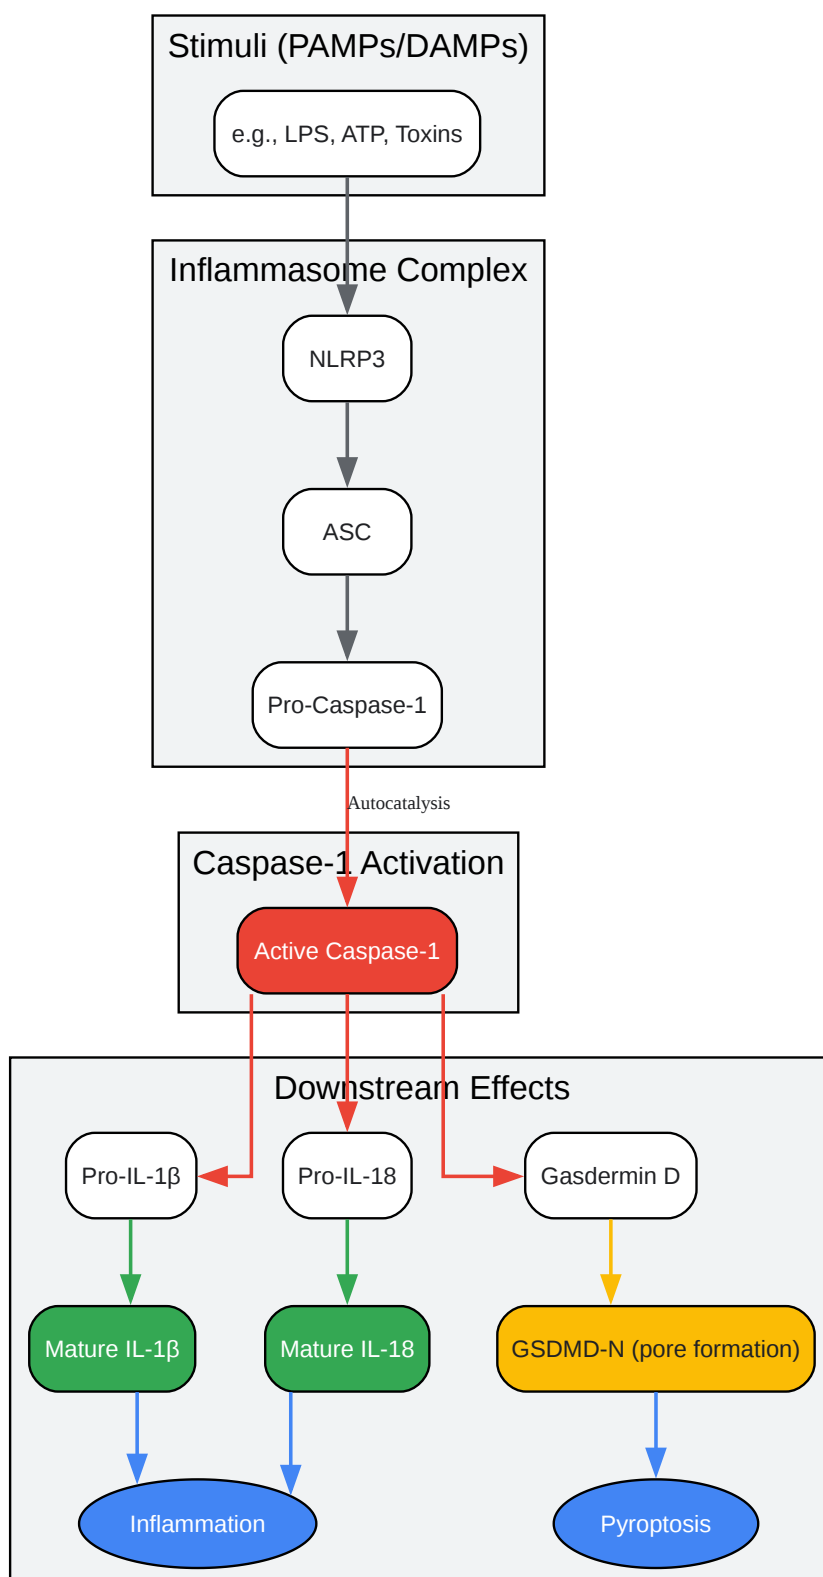 Stimuli (PAMPs/DAMPs)
e.g., LPS, ATP, Toxins
Inflammasome Complex
NLRP3
ASC
Pro-Caspase-1
Autocatalysis
Caspase-1 Activation
Active Caspase-1
Downstream Effects
Pro-IL-1β
Pro-IL-18
Gasdermin D
Mature IL-1β
Mature IL-18
GSDMD-N (pore formation)
Inflammation
Pyroptosis